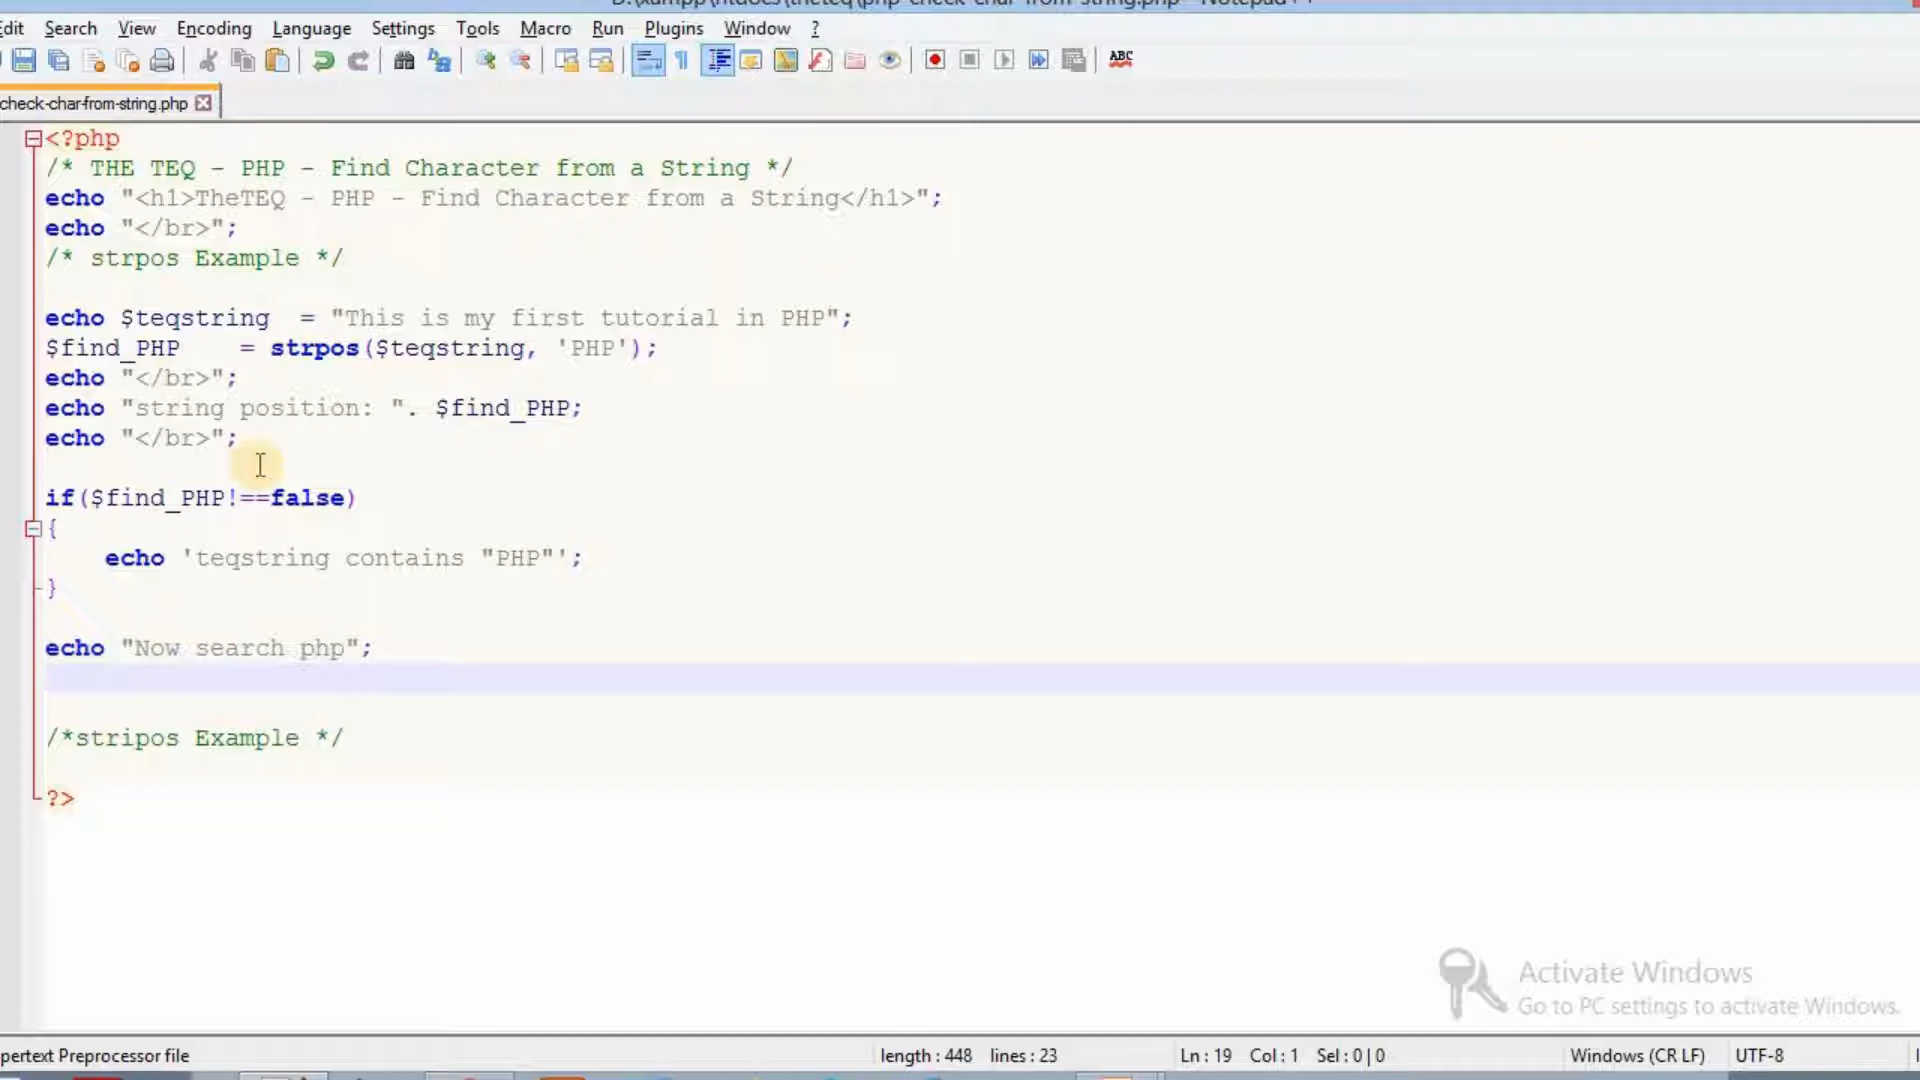 Search View Encoding Language Settings Tools Macro Run Plugins Window ?
ABC
check-char-from-string.php
<?php
/* THE TEQ - PHP - Find Character from a String */
echo "<h1>TheTEQ - PHP - Find Character from a String</h1>";
echo "</br>";
/* strpos Example */
echo $teqstring  = "This is my first tutorial in PHP";
$find_PHP    = strpos($teqstring, 'PHP');
echo "</br>";
echo "string position: ". $find_PHP;
echo "</br>";
if($find_PHP!==false)
{
    echo 'teqstring contains "PHP"';
}
echo "Now search php";
/*stripos Example */
?>
Activate Windows
Go to PC settings to activate Windows.
pertext Preprocessor file length : 448 lines : 23 Ln : 19 Col : 1 Sel : 0 | 0 Windows (CR LF) UTF-8